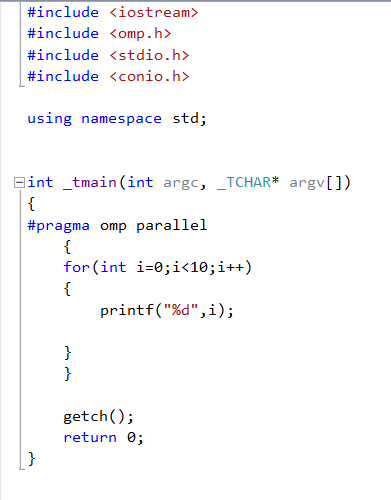 #include <iostream>
#include <omp.h>
#include <stdio.h>
#include <conio.h>
using namespace std;
int _tmain(int argc, _TCHAR* argv[])
{
#pragma omp parallel
{
for(int i=0;i<10;i++)
{
printf("%d",i);
}
}
getch();
return 0;
}